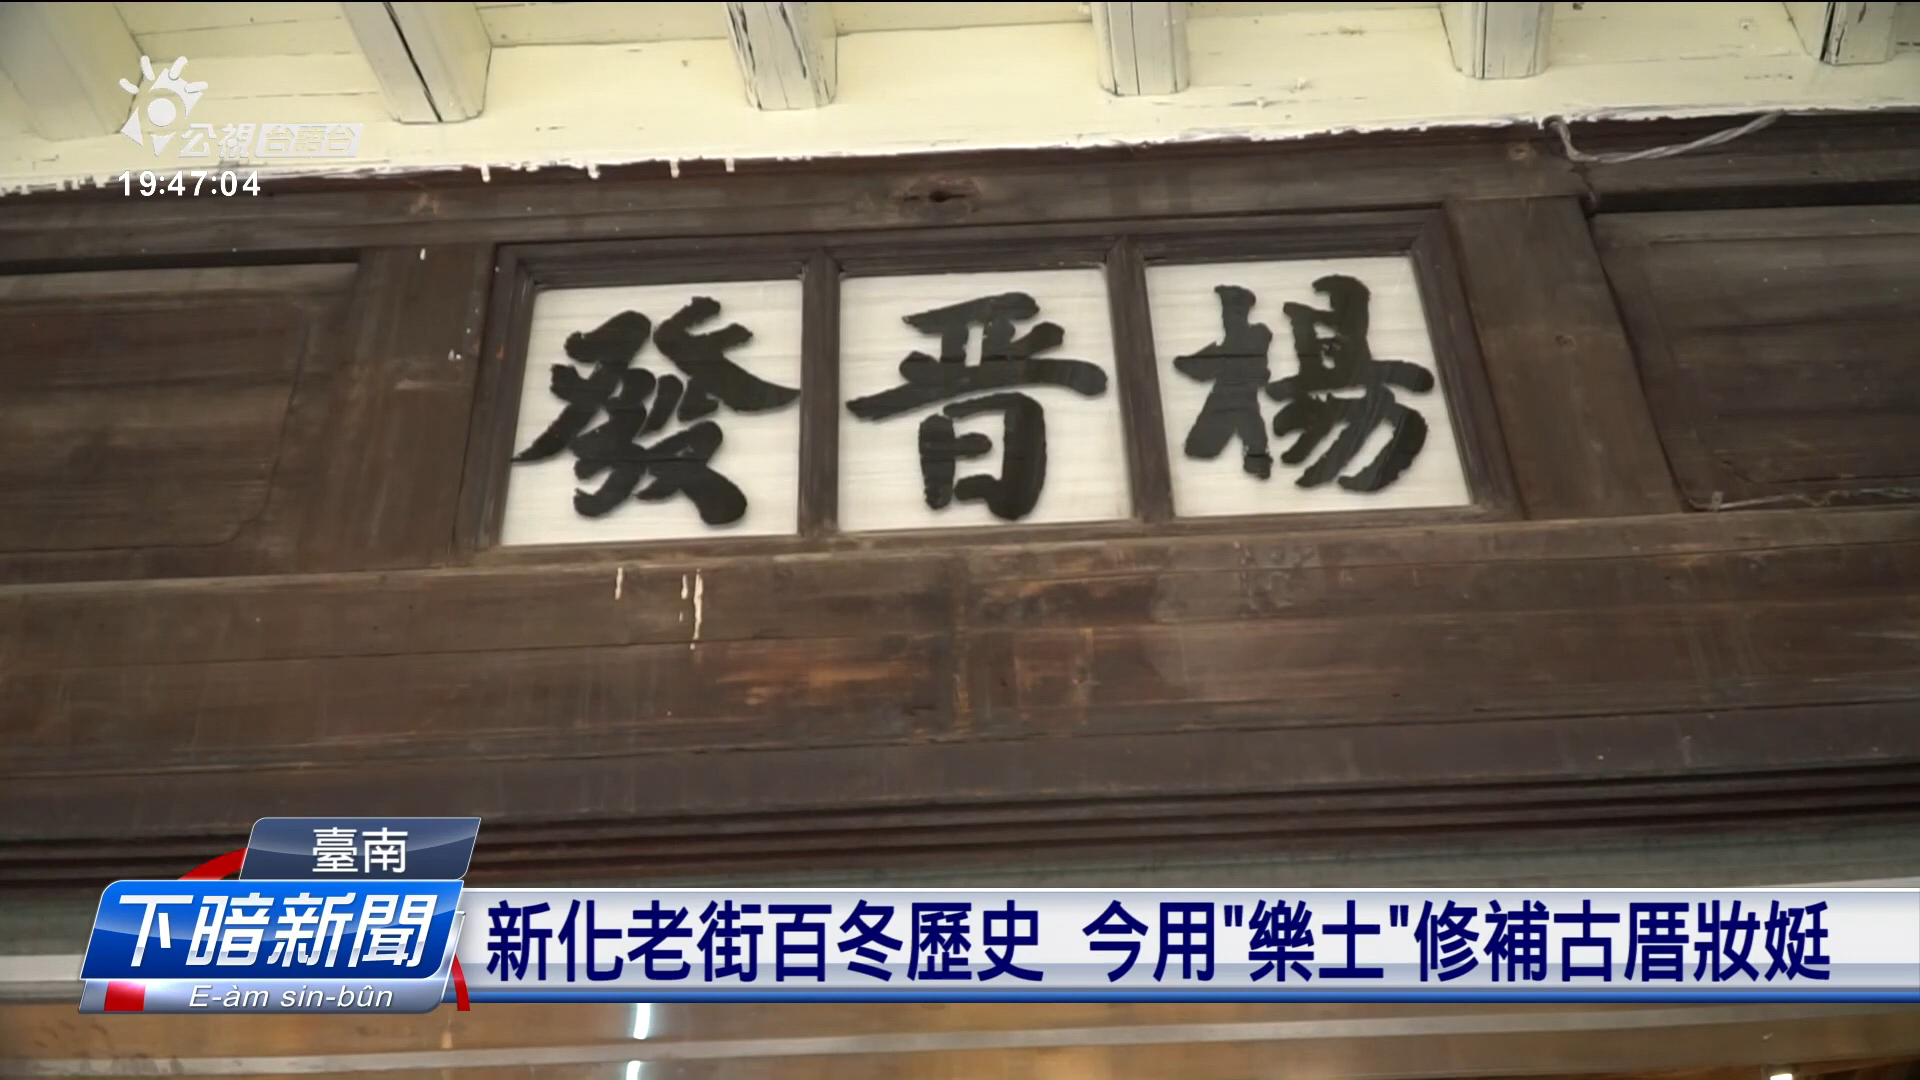 公視台語台
19:47:04
楊晉發
臺南
下暗新聞
E-àm sin-bûn
新化老街百冬歷史 今用"樂土"修補古厝妝娗